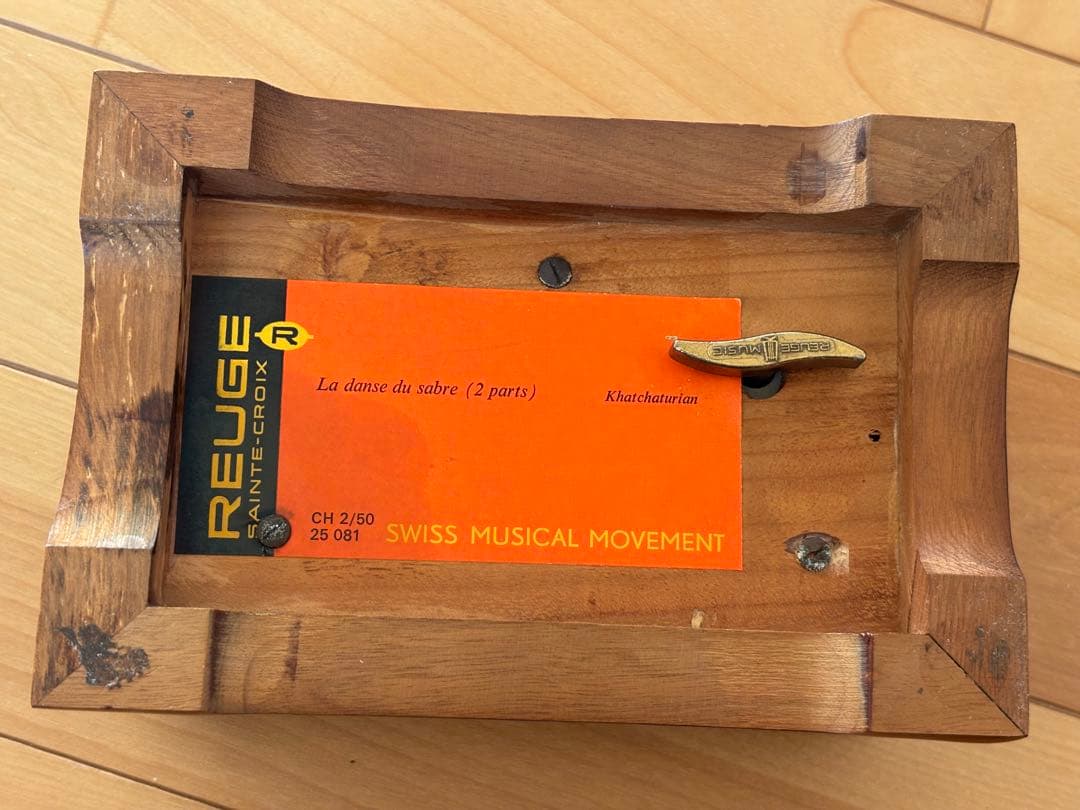 REUGE
SAINTE-CROIX
R
La danse du sabre (2 parts)
Khatchaturian
CH 2/50
25 081
SWISS MUSICAL MOVEMENT
REUGE MUSIC